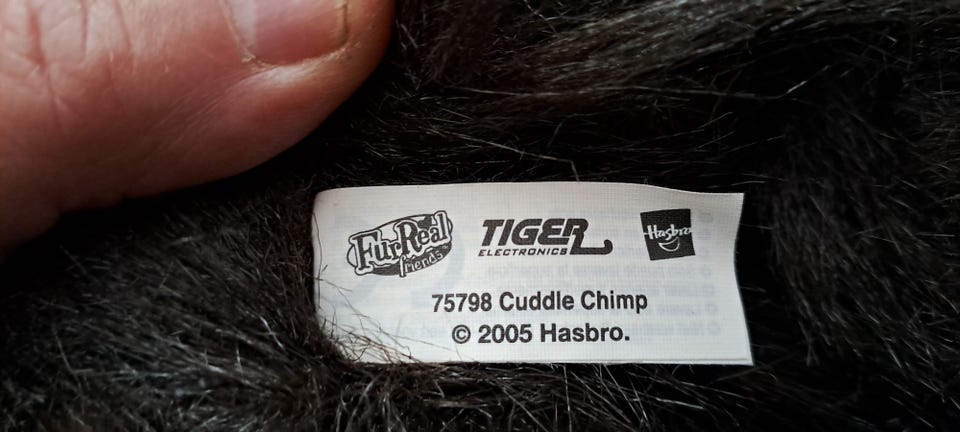 FurReal friends TIGER ELECTRONICS Hasbro
75798 Cuddle Chimp
© 2005 Hasbro.